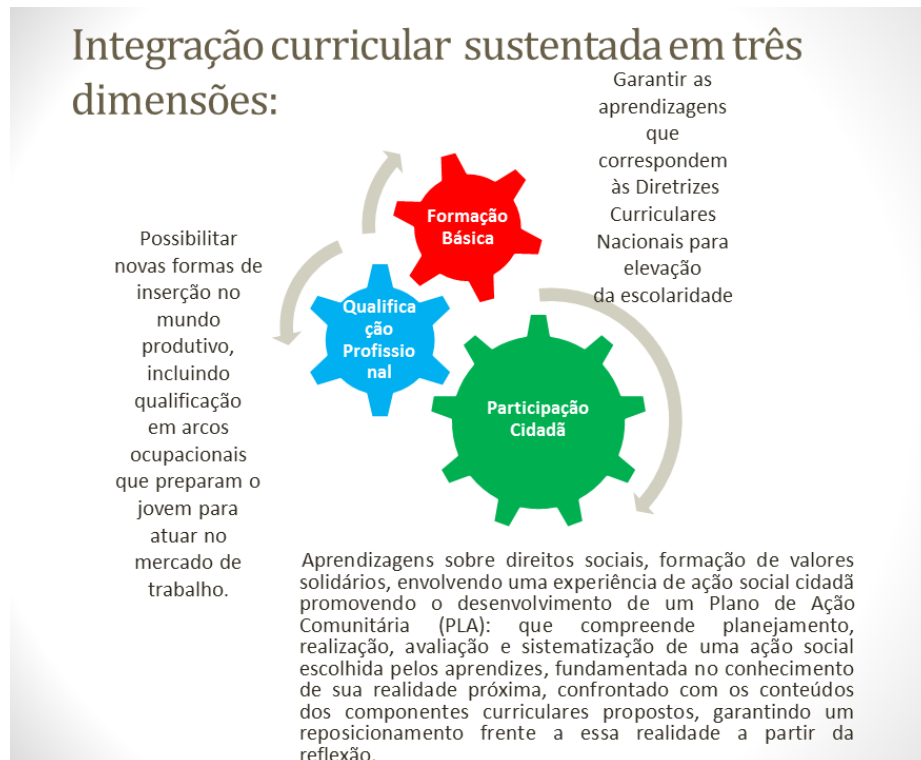 Integração curricular sustentada em três
dimensões:
Garantir as
aprendizagens
que
correspondem
às Diretrizes
Curriculares
Nacionais para
elevação
da escolaridade
Formação
Básica
Possibilitar
novas formas de
inserção no
mundo
produtivo,
incluindo
qualificação
em arcos
ocupacionais
que preparam o
jovem para
atuar no
mercado de
trabalho.
Qualifica
ção
Profissio
nal
Participação
Cidadã
Aprendizagens sobre direitos sociais, formação de valores
solidários, envolvendo uma experiência de ação social cidadã
promovendo o desenvolvimento de um Plano de Ação
Comunitária (PLA): que compreende planejamento,
realização, avaliação e sistematização de uma ação social
escolhida pelos aprendizes, fundamentada no conhecimento
de sua realidade próxima, confrontado com os conteúdos
dos componentes curriculares propostos, garantindo um
reposicionamento frente a essa realidade a partir da
reflexão.